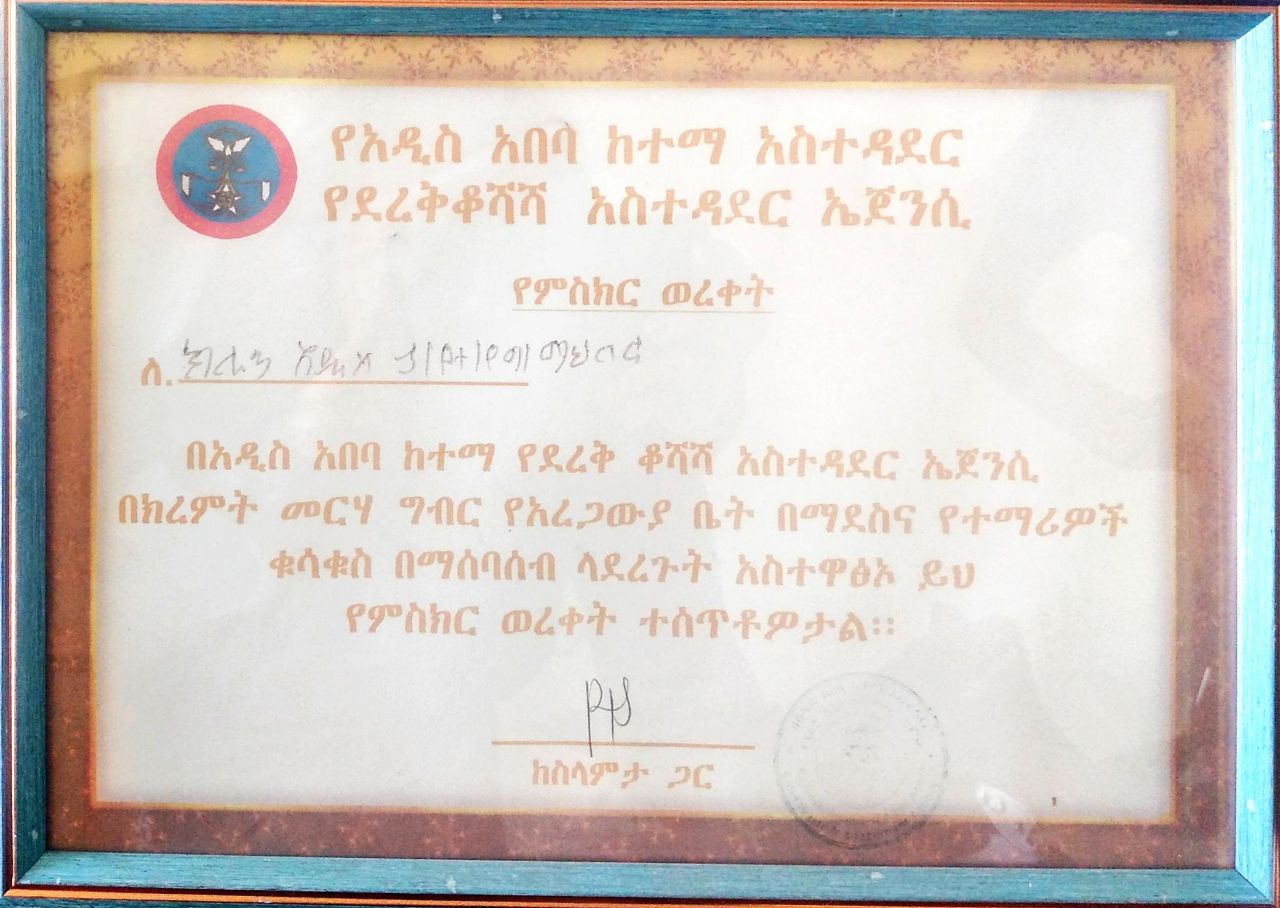 የአዲስ አበባ ከተማ አስተዳደር
የደረቅቆሻሻ አስተዳደር ኤጀንሲ
የምስክር ወረቀት
ለ.
በአዲስ አበባ ከተማ የደረቅ ቆሻሻ አስተዳደር ኤጀንሲ
በክረምት መርሃ ግብር የአረጋውያ ቤት በማደስና የተማሪዎች
ቁሳቁስ በማሰባሰብ ላደረጉት አስተዋፅኦ ይህ
የምስክር ወረቀት ተሰጥቶዎታል፡፡
ከስላምታ ጋር